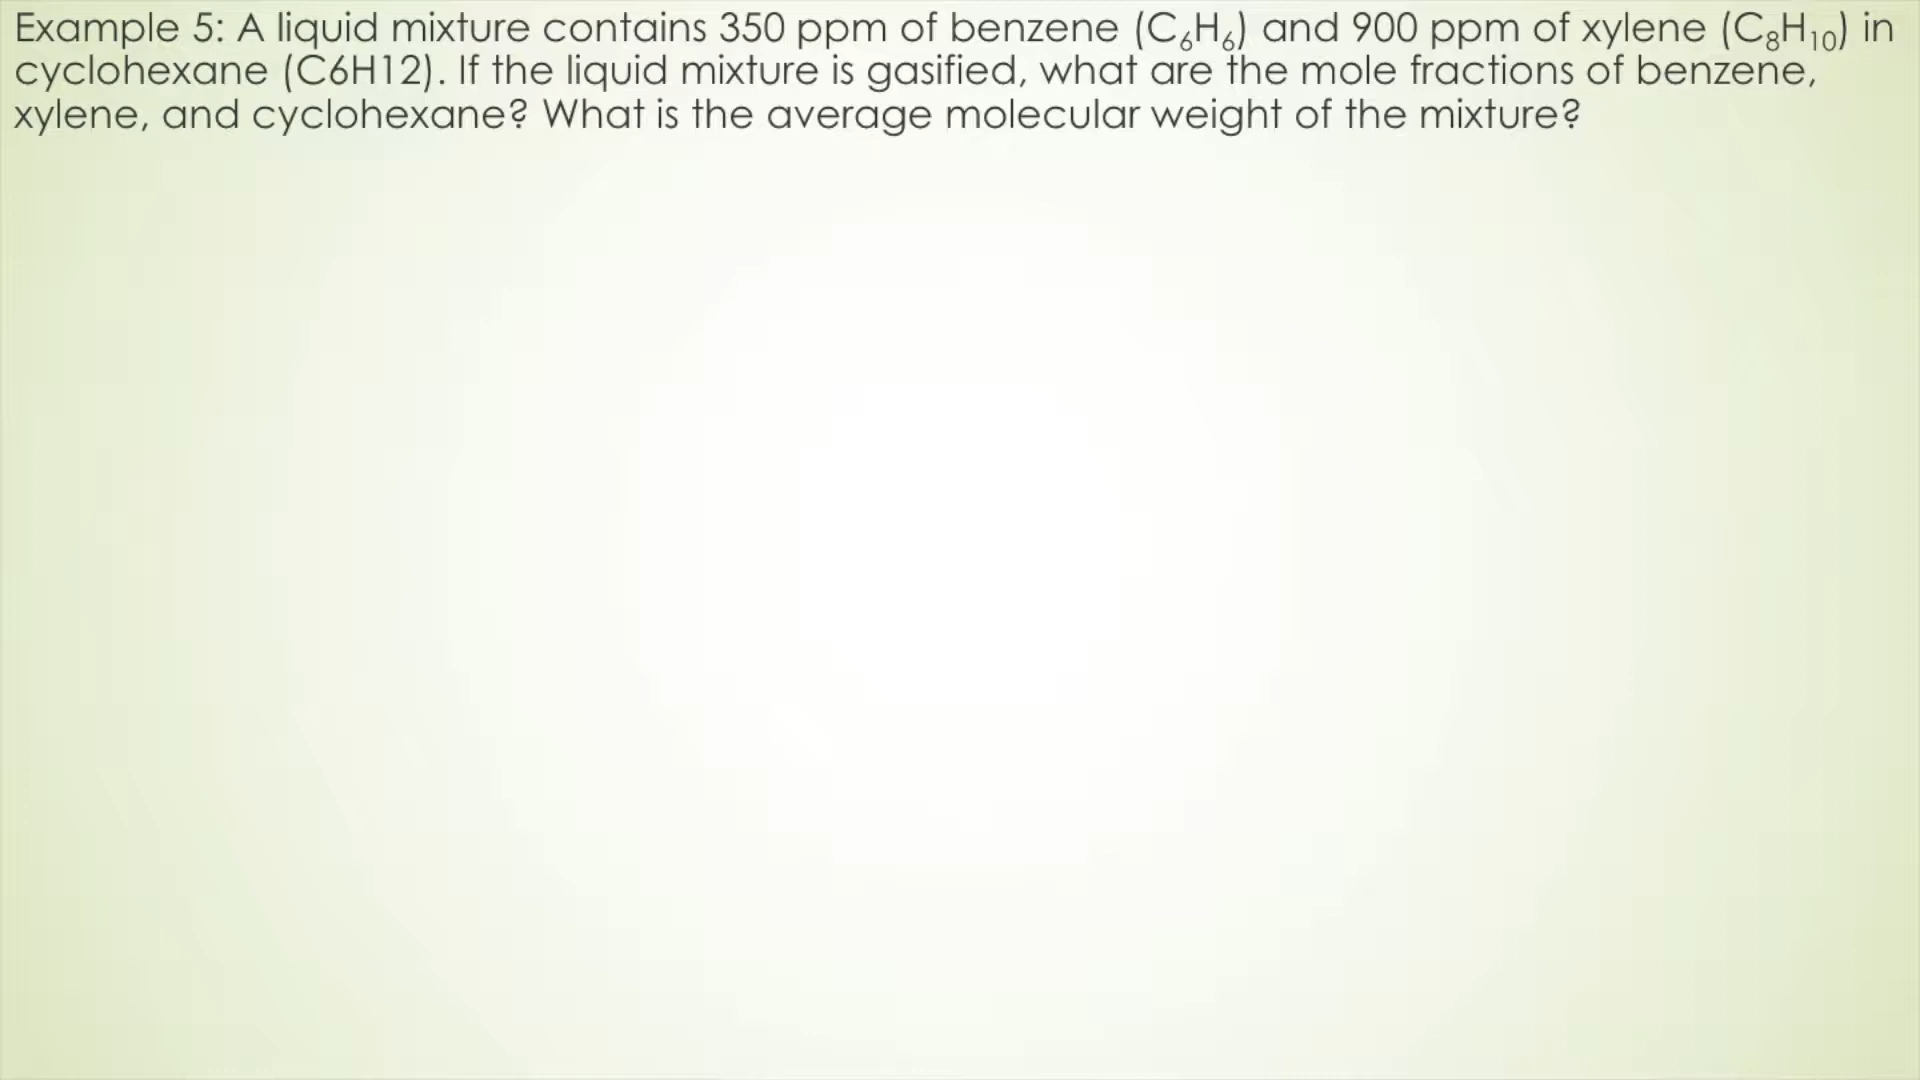 Example 5: A liquid mixture contains 350 ppm of benzene (C₆H₆) and 900 ppm of xylene (C₈H₁₀) in
cyclohexane (C6H12). If the liquid mixture is gasified, what are the mole fractions of benzene,
xylene, and cyclohexane? What is the average molecular weight of the mixture?